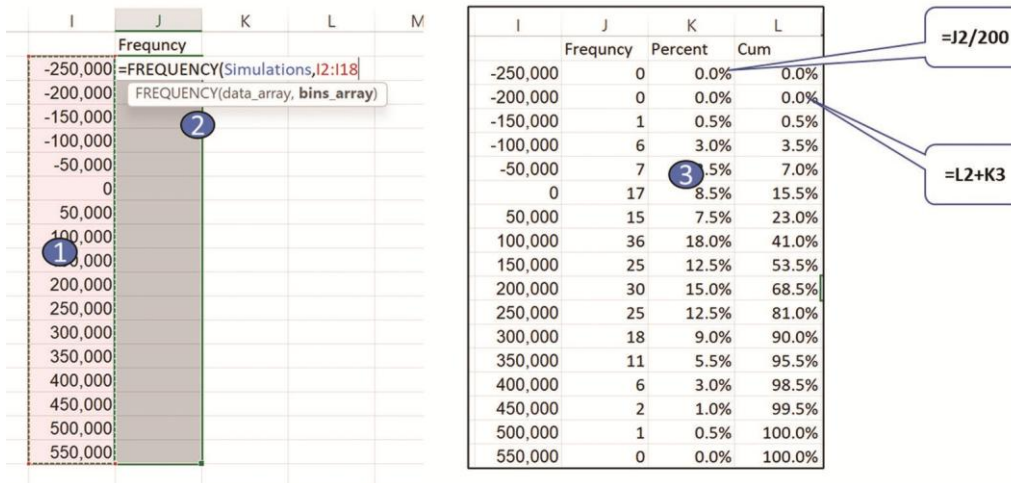 I J K L M
Frequncy
-250,000 =FREQUENCY(Simulations,I2:I18
-200,000 FREQUENCY(data_array, bins_array)
-150,000 2
-100,000
-50,000
0
50,000
100,000
1 ,000
200,000
250,000
300,000
350,000
400,000
450,000
500,000
550,000
I J K L
Frequncy Percent Cum
-250,000 0 0.0% 0.0%
-200,000 0 0.0% 0.0%
-150,000 1 0.5% 0.5%
-100,000 6 3.0% 3.5%
-50,000 7 3 .5% 7.0%
0 17 8.5% 15.5%
50,000 15 7.5% 23.0%
100,000 36 18.0% 41.0%
150,000 25 12.5% 53.5%
200,000 30 15.0% 68.5%
250,000 25 12.5% 81.0%
300,000 18 9.0% 90.0%
350,000 11 5.5% 95.5%
400,000 6 3.0% 98.5%
450,000 2 1.0% 99.5%
500,000 1 0.5% 100.0%
550,000 0 0.0% 100.0%
=J2/200
=L2+K3